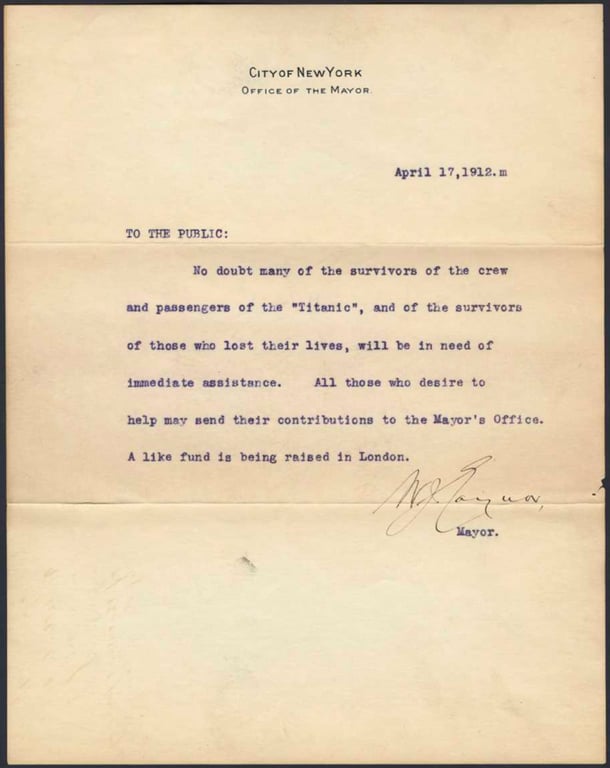 CITY OF NEW YORK
OFFICE OF THE MAYOR.
April 17,1912.m
TO THE PUBLIC:
No doubt many of the survivors of the crew
and passengers of the "Titanic", and of the survivors
of those who lost their lives, will be in need of
immediate assistance. All those who desire to
help may send their contributions to the Mayor's Office.
A like fund is being raised in London.
W J Gaynor,
Mayor.